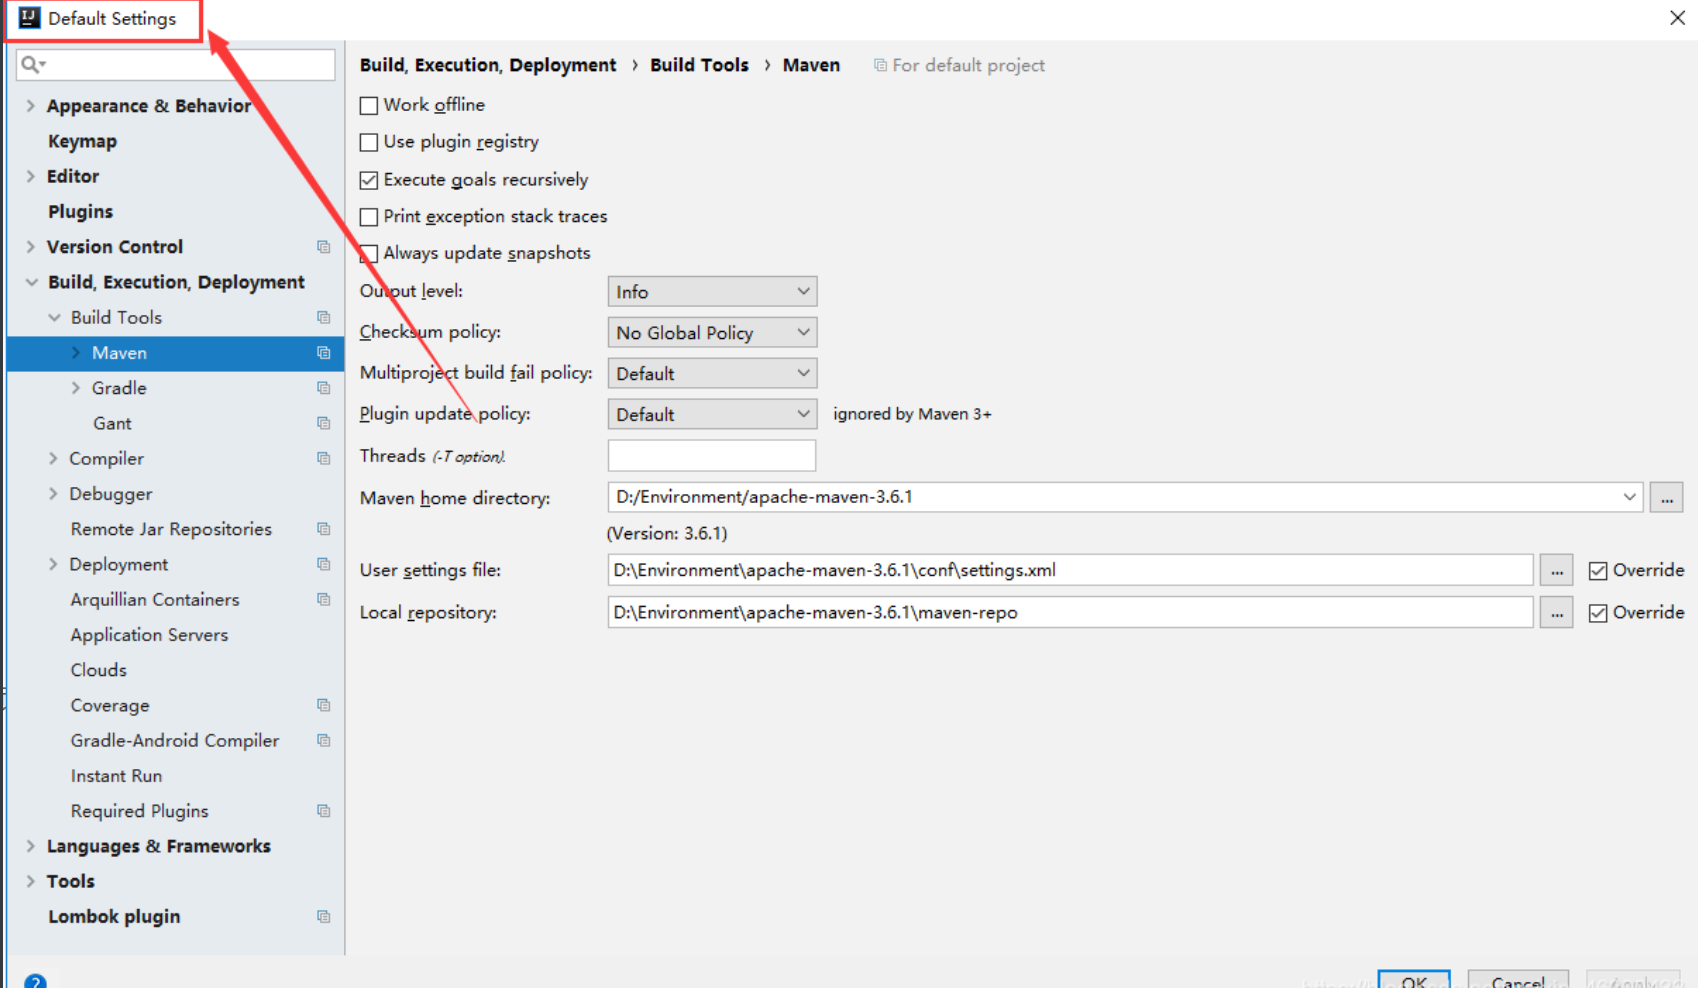 Default Settings
Build, Execution, Deployment › Build Tools › Maven For default project
Appearance & Behavior
Keymap
Editor
Plugins
Version Control
Build, Execution, Deployment
Build Tools
Maven
Gradle
Gant
Compiler
Debugger
Remote Jar Repositories
Deployment
Arquillian Containers
Application Servers
Clouds
Coverage
Gradle-Android Compiler
Instant Run
Required Plugins
Languages & Frameworks
Tools
Lombok plugin
Work offline
Use plugin registry
Execute goals recursively
Print exception stack traces
Always update snapshots
Output level: Info
Checksum policy: No Global Policy
Multiproject build fail policy: Default
Plugin update policy: Default ignored by Maven 3+
Threads (-T option).
Maven home directory: D:/Environment/apache-maven-3.6.1 ...
(Version: 3.6.1)
User settings file: D:\Environment\apache-maven-3.6.1\conf\settings.xml ... Override
Local repository: D:\Environment\apache-maven-3.6.1\maven-repo ... Override
? OK Cancel